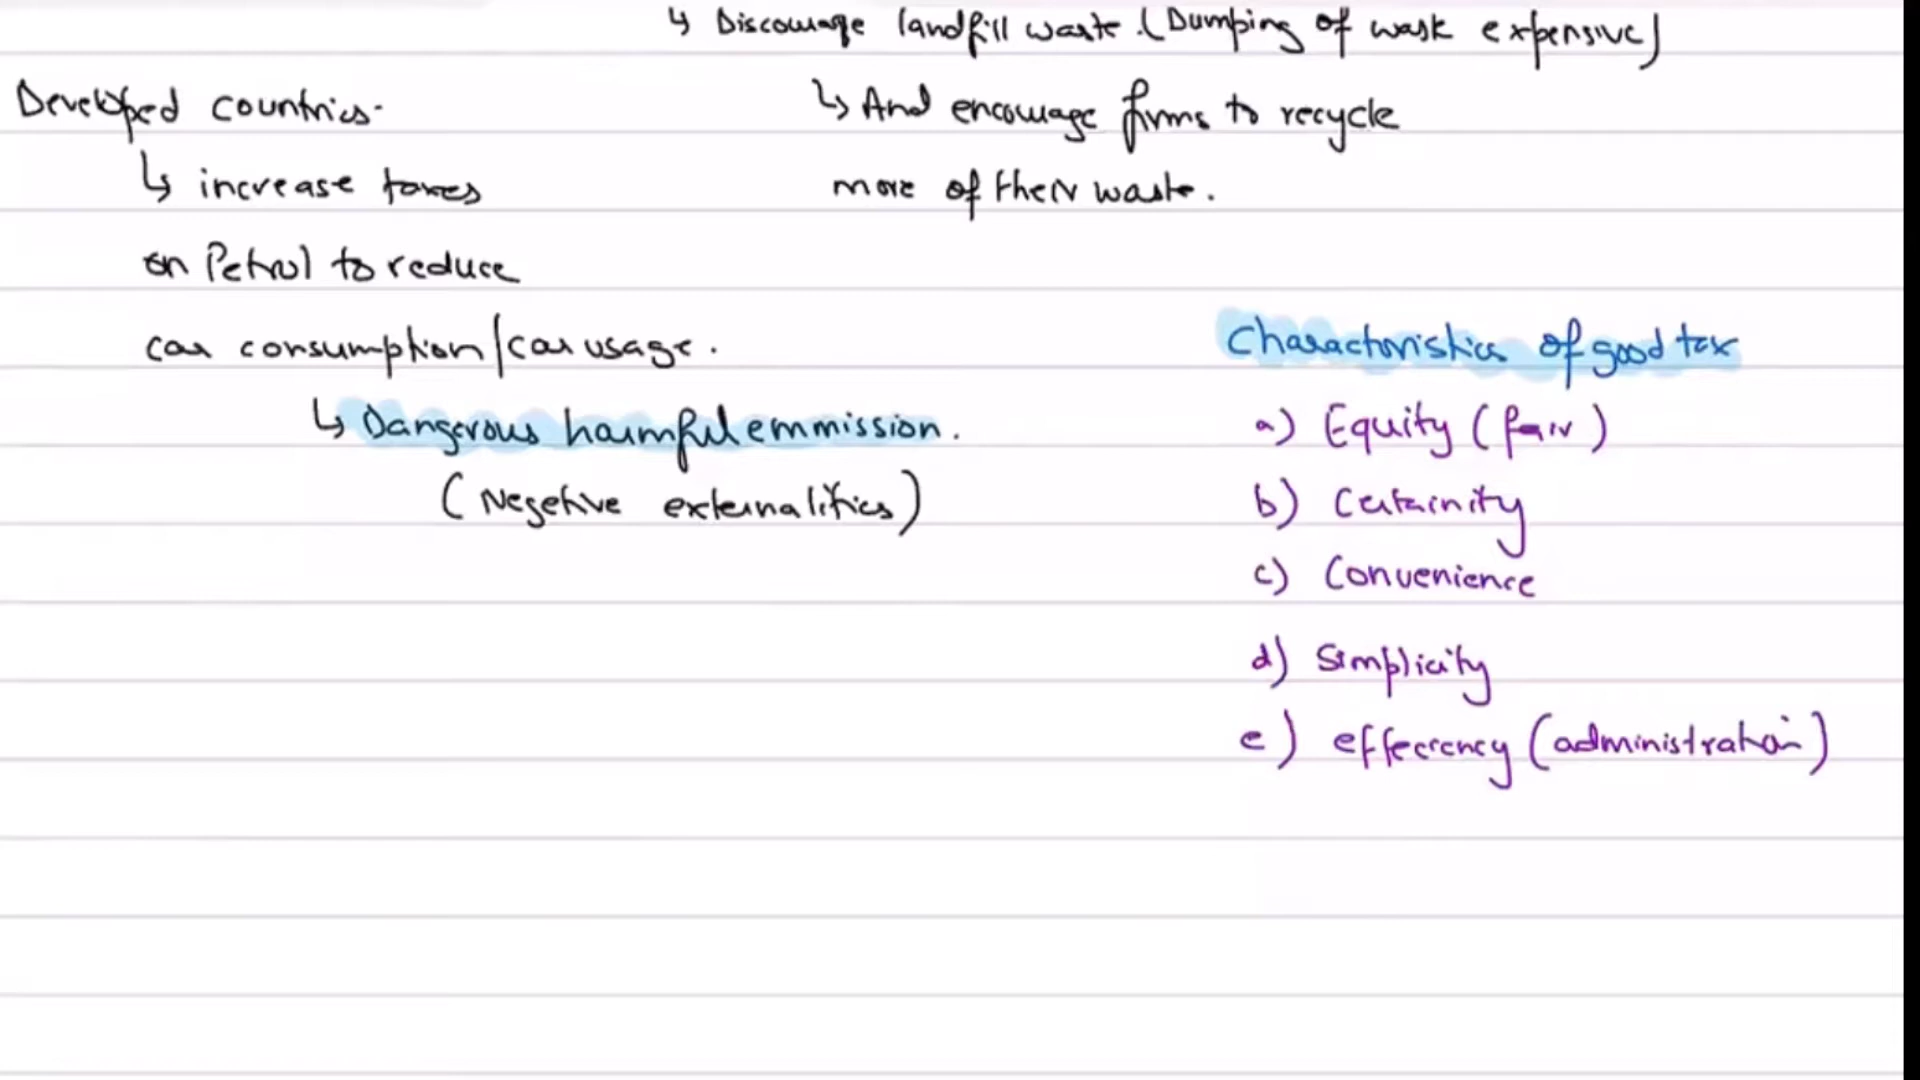 ↳ Discourage landfill waste. (Dumping of waste expensive)
↳ And encourage firms to recycle
more of their waste.
Developed countries.
↳ increase taxes
on Petrol to reduce
car consumption/car usage.
↳ Dangerous harmful emmission.
(Negetive externalities)
Characteristics of good tax
a) Equity (fair)
b) Certainity
c) Convenience
d) Simplicity
e) effeciency (administration)